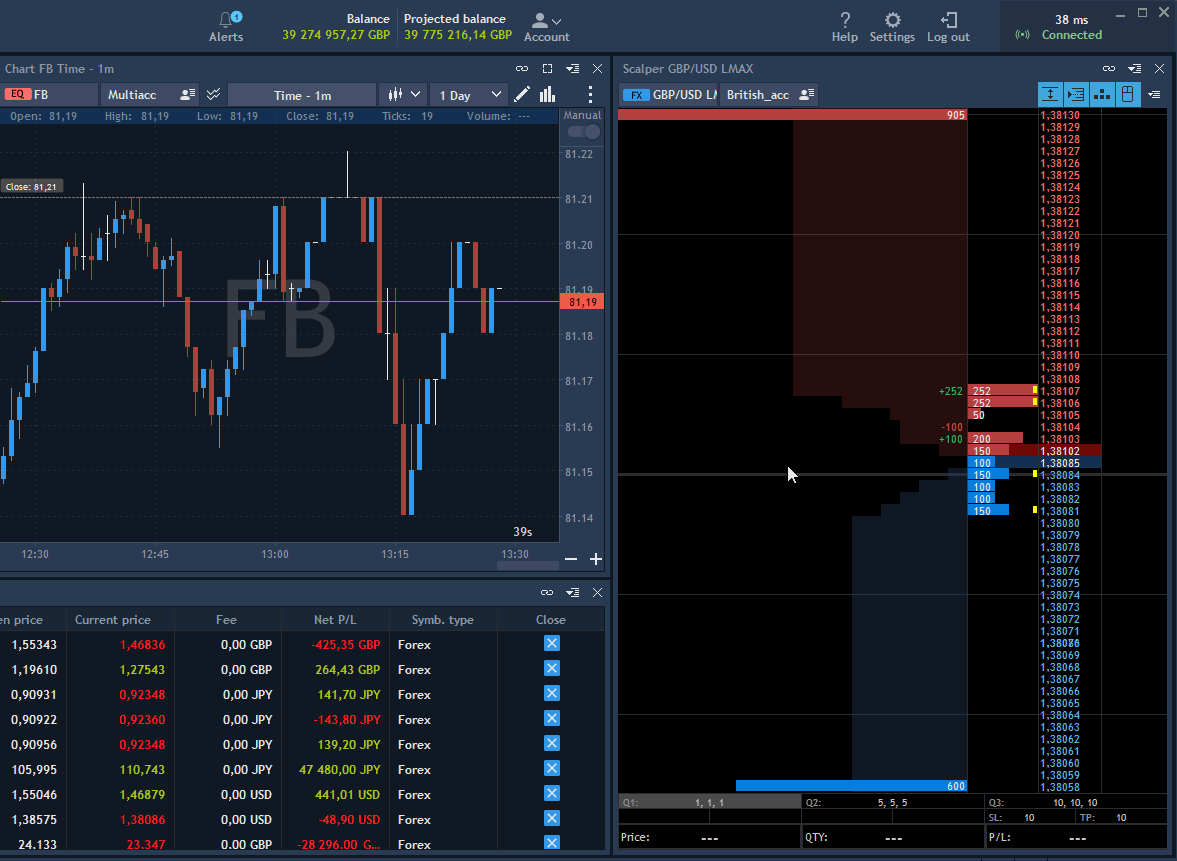 Alerts
1
Balance
39 274 957,27 GBP
Projected balance
39 775 216,14 GBP
Account
Help
Settings
Log out
38 ms
Connected
Chart FB Time - 1m
EQ FB
Multiacc
Time - 1m
1 Day
Open: 81,19 High: 81,19 Low: 81,19 Close: 81,19 Ticks: 19 Volume: ---
Manual
81.22
Close: 81,21
81.21
81.20
81.19
81,19
FB
81.18
81.17
81.16
81.15
81.14
39s
12:30 12:45 13:00 13:15 13:30
en price Current price Fee Net P/L Symb. type Close
1,55343 1,46836 0,00 GBP -425,35 GBP Forex
1,19610 1,27543 0,00 GBP 264,43 GBP Forex
0,90931 0,92348 0,00 JPY 141,70 JPY Forex
0,90922 0,92360 0,00 JPY -143,80 JPY Forex
0,90956 0,92348 0,00 JPY 139,20 JPY Forex
105,995 110,743 0,00 JPY 47 480,00 JPY Forex
1,55046 1,46879 0,00 USD 441,01 USD Forex
1,38575 1,38086 0,00 USD -48,90 USD Forex
24,133 23,347 0,00 GBP -28 296,00 G... Forex
Scalper GBP/USD LMAX
FX GBP/USD LM
British_acc
905 1,38130
1,38129
1,38128
1,38127
1,38126
1,38125
1,38124
1,38123
1,38122
1,38121
1,38120
1,38119
1,38118
1,38117
1,38116
1,38115
1,38114
1,38113
1,38112
1,38111
1,38110
1,38109
1,38108
+252 252 1,38107
252 1,38106
50 1,38105
-100 1,38104
+100 200 1,38103
150 1,38102
100 1,38085
150 1,38084
100 1,38083
100 1,38082
150 1,38081
1,38080
1,38079
1,38078
1,38077
1,38076
1,38075
1,38074
1,38073
1,38072
1,38071
1,38069
1,38068
1,38067
1,38066
1,38065
1,38064
1,38063
1,38062
1,38061
1,38060
1,38059
600 1,38058
Q1: 1, 1, 1 Q2: 5, 5, 5 Q3: 10, 10, 10
SL: 10 TP: 10
Price: --- QTY: --- P/L: ---